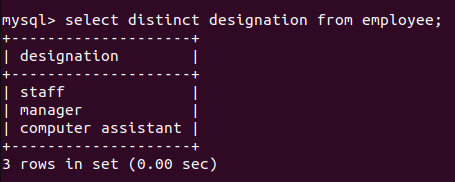 mysql> select distinct designation from employee;
+--------------------+
| designation        |
+--------------------+
| staff              |
| manager            |
| computer assistant |
+--------------------+
3 rows in set (0.00 sec)